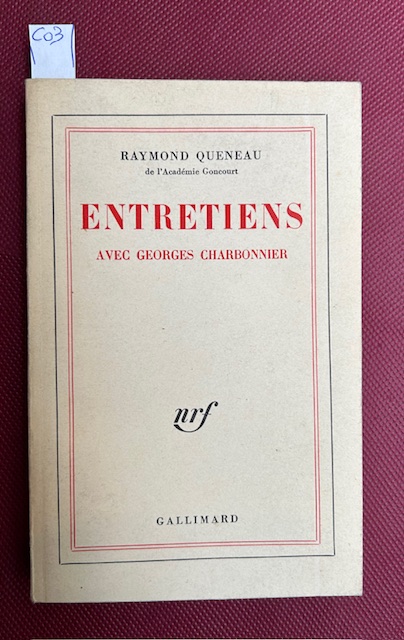 C03
RAYMOND QUENEAU
de l'Académie Goncourt
ENTRETIENS
AVEC GEORGES CHARBONNIER
nrf
GALLIMARD